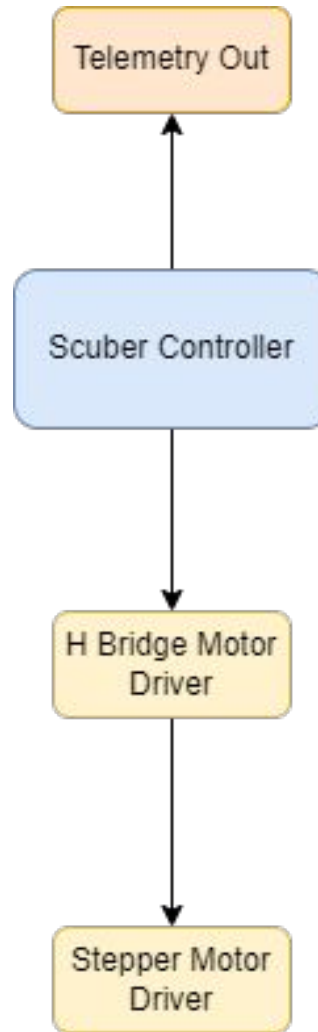 Telemetry Out
Scuber Controller
H Bridge Motor
Driver
Stepper Motor
Driver